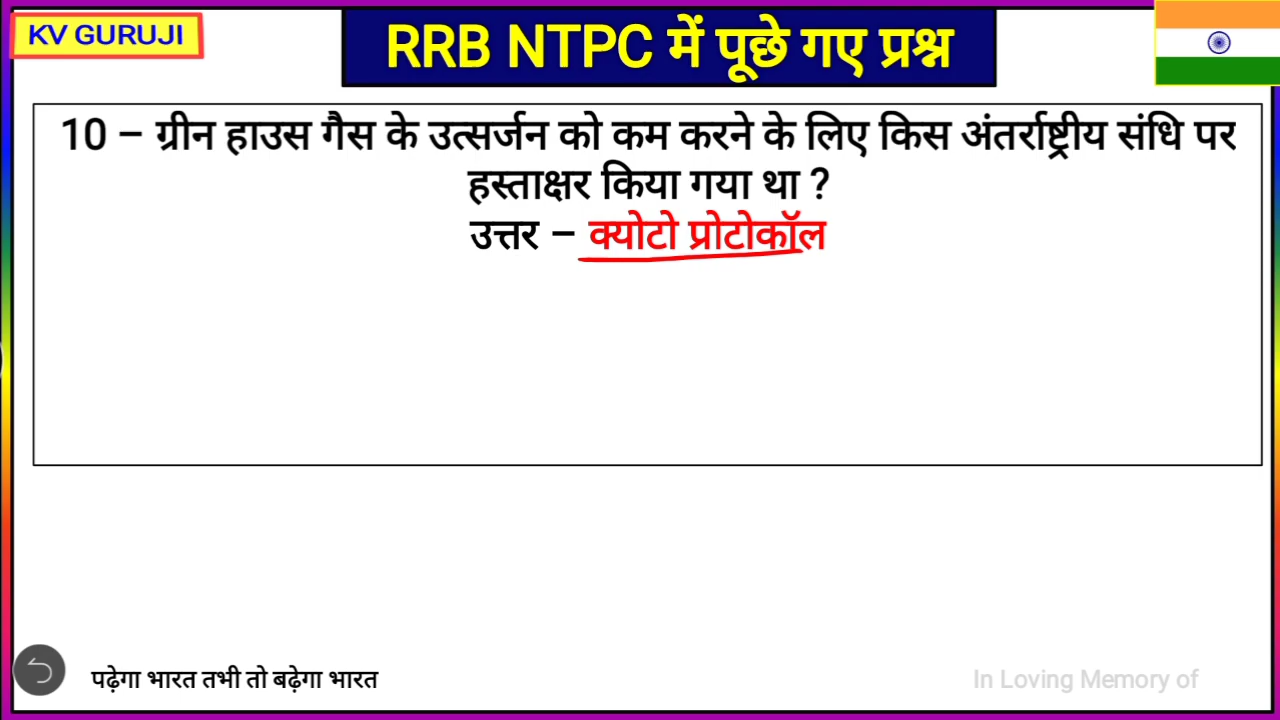 KV GURUJI
RRB NTPC में पूछे गए प्रश्न
10 – ग्रीन हाउस गैस के उत्सर्जन को कम करने के लिए किस अंतर्राष्ट्रीय संधि पर
हस्ताक्षर किया गया था ?
उत्तर – क्योटो प्रोटोकॉल
पढ़ेगा भारत तभी तो बढ़ेगा भारत
In Loving Memory of